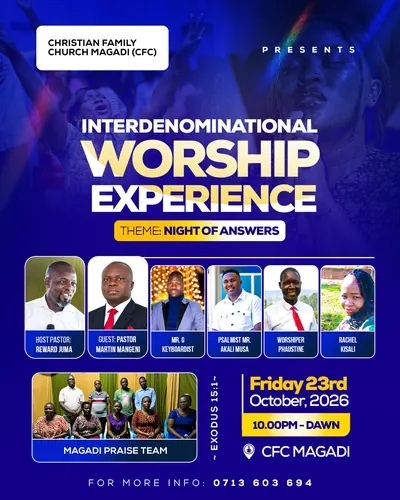 CHRISTIAN FAMILY
CHURCH MAGADI (CFC)
PRESENTS
INTERDENOMINATIONAL
WORSHIP
EXPERIENCE
THEME: NIGHT OF ANSWERS
HOST PASTOR:
REWARD JUMA
GUEST: PASTOR
MARTIN MANGENI
MR. G
KEYBOARDIST
PSALMIST MR.
AKALI MUSA
WORSHIPER
PHAUSTINE
RACHEL
KISALI
MAGADI PRAISE TEAM
~ EXODUS 15:1~
Friday 23rd
October, 2026
10.00PM - DAWN
CFC MAGADI
FOR MORE INFO: 0713 603 694